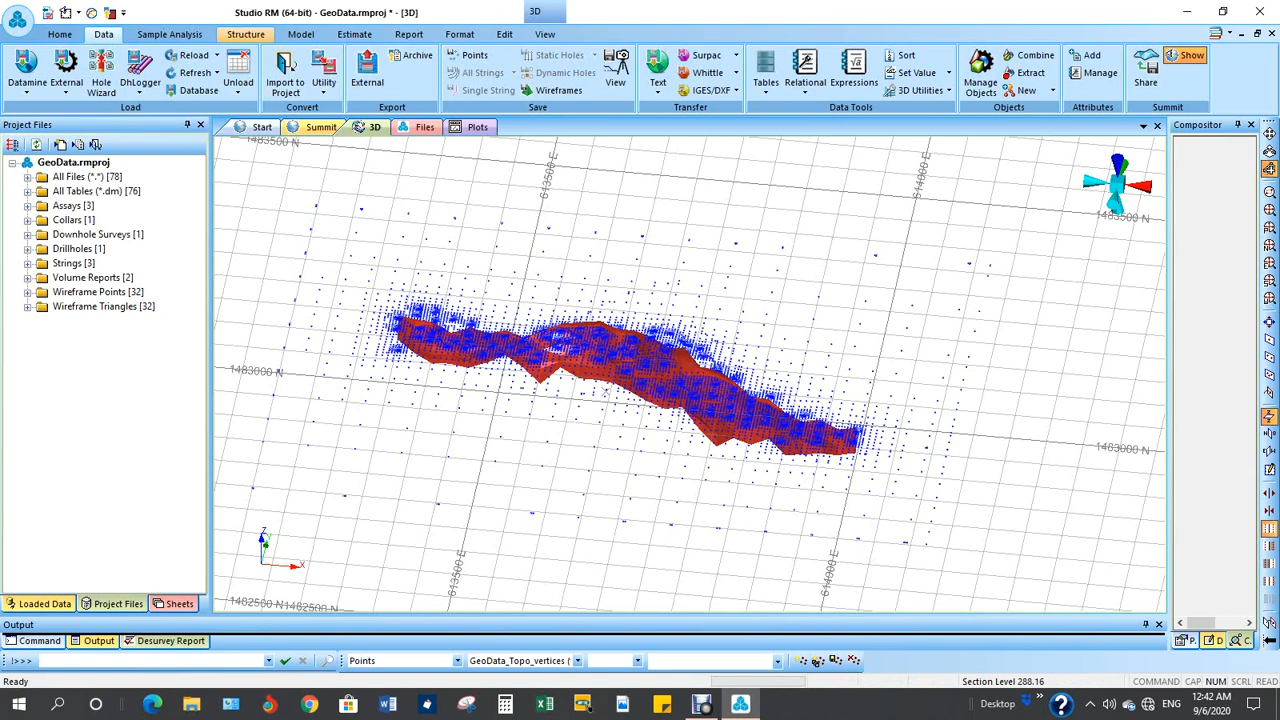 Studio RM (64-bit) - GeoData.rmproj * - [3D]
3D
Home Data Sample Analysis Structure Model Estimate Report Format Edit View
Datamine External Hole Wizard DhLogger Reload Refresh Database Unload
Load
Import to Project Utility
Convert
External Archive
Export
Points All Strings Single String Static Holes Dynamic Holes Wireframes View
Save
Text Surpac Whittle IGES/DXF
Transfer
Tables Relational Expressions Sort Set Value 3D Utilities
Data Tools
Manage Objects Combine Extract New
Objects
Add Manage
Attributes
Share Show
Summit
Project Files
Start Summit 3D Files Plots
Compositor
GeoData.rmproj
All Files (*.*) [78]
All Tables (*.dm) [76]
Assays [3]
Collars [1]
Downhole Surveys [1]
Drillholes [1]
Strings [3]
Volume Reports [2]
Wireframe Points [32]
Wireframe Triangles [32]
1483500 N
613500 E
614000 E
1483500 N
1483000 N
1483000 N
Z
Y
X
613500 E
614000 E
1482500 N 1482500 N
Loaded Data Project Files Sheets
Output
Command Output Desurvey Report
P. D C.
!>>> Points GeoData_Topo_vertices (
Ready
Section Level 288.16
COMMAND CAP NUM SCRL READ
Desktop
ENG
12:42 AM
9/6/2020